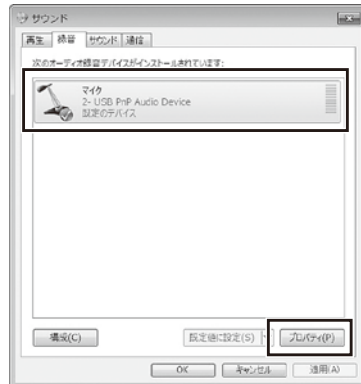 サウンド
再生 録音 サウンド 通信
次のオーディオ録音デバイスがインストールされています:
マイク
2- USB PnP Audio Device
既定のデバイス
構成(C) 既定値に設定(S) プロパティ(P)
OK キャンセル 適用(A)